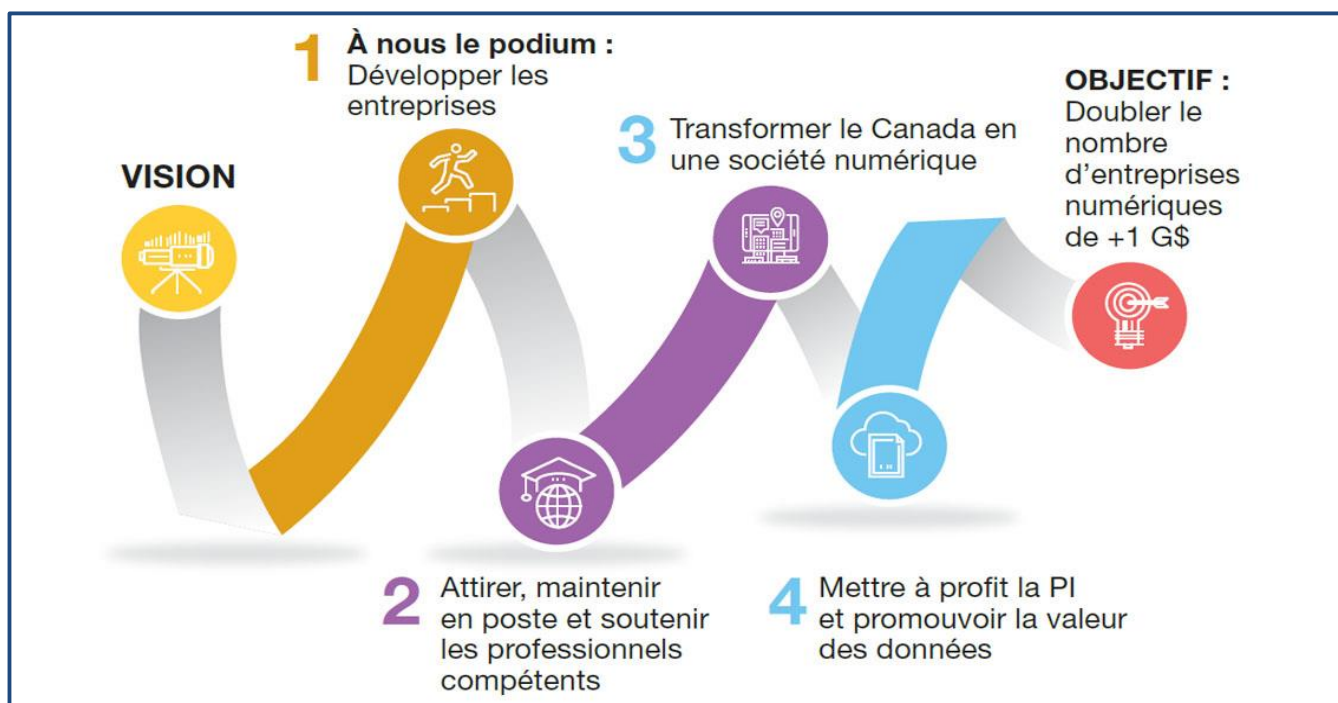 VISION
1
À nous le podium :
Développer les
entreprises
2
Attirer, maintenir
en poste et soutenir
les professionnels
compétents
3
Transformer le Canada en
une société numérique
4
Mettre à profit la PI
et promouvoir la valeur
des données
OBJECTIF :
Doubler le
nombre
d’entreprises
numériques
de +1 G$